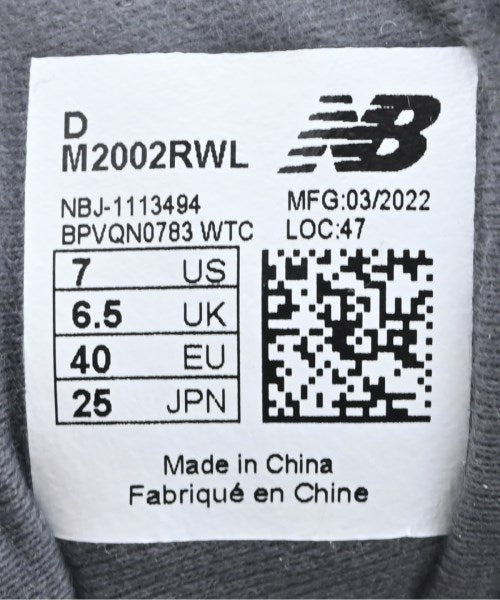 D
M2002RWL
NB
NBJ-1113494
BPVQN0783 WTC
MFG:03/2022
LOC:47
7 US
6.5 UK
40 EU
25 JPN
Made in China
Fabriqué en Chine